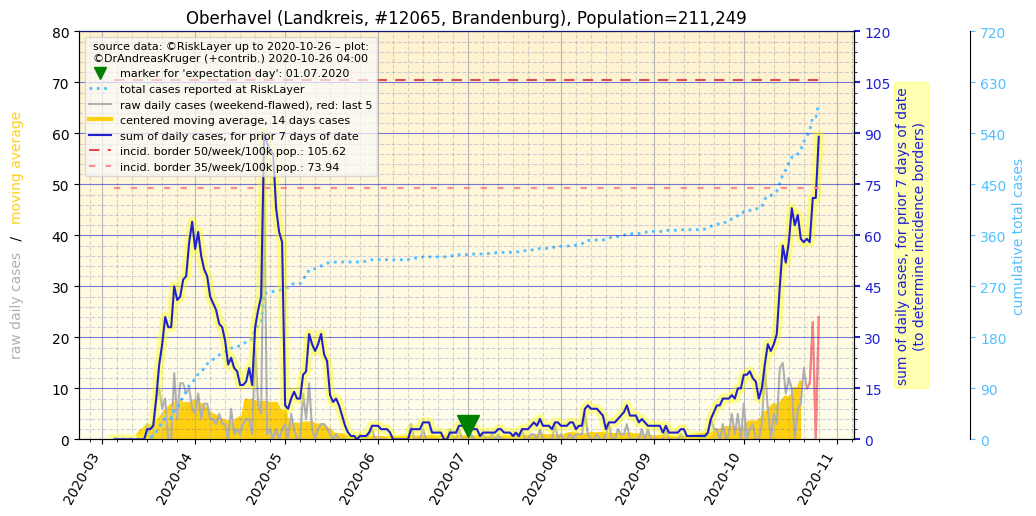 Oberhavel (Landkreis, #12065, Brandenburg), Population=211,249
source data: ©RiskLayer up to 2020-10-26 – plot:
©DrAndreasKruger (+contrib.) 2020-10-26 04:00
marker for 'expectation day': 01.07.2020
total cases reported at RiskLayer
raw daily cases (weekend-flawed), red: last 5
centered moving average, 14 days cases
sum of daily cases, for prior 7 days of date
incid. border 50/week/100k pop.: 105.62
incid. border 35/week/100k pop.: 73.94
raw daily cases / moving average
80
70
60
50
40
30
20
10
0
2020-03
2020-04
2020-05
2020-06
2020-07
2020-08
2020-09
2020-10
2020-11
120
105
90
75
60
45
30
15
0
sum of daily cases, for prior 7 days of date
(to determine incidence borders)
720
630
540
450
360
270
180
90
0
cumulative total cases